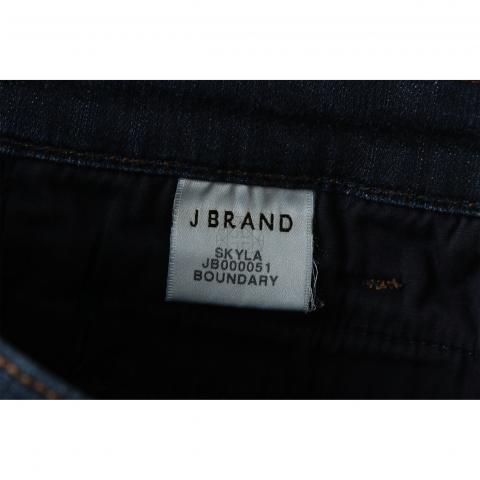 J BRAND
SKYLA
JB000051
BOUNDARY